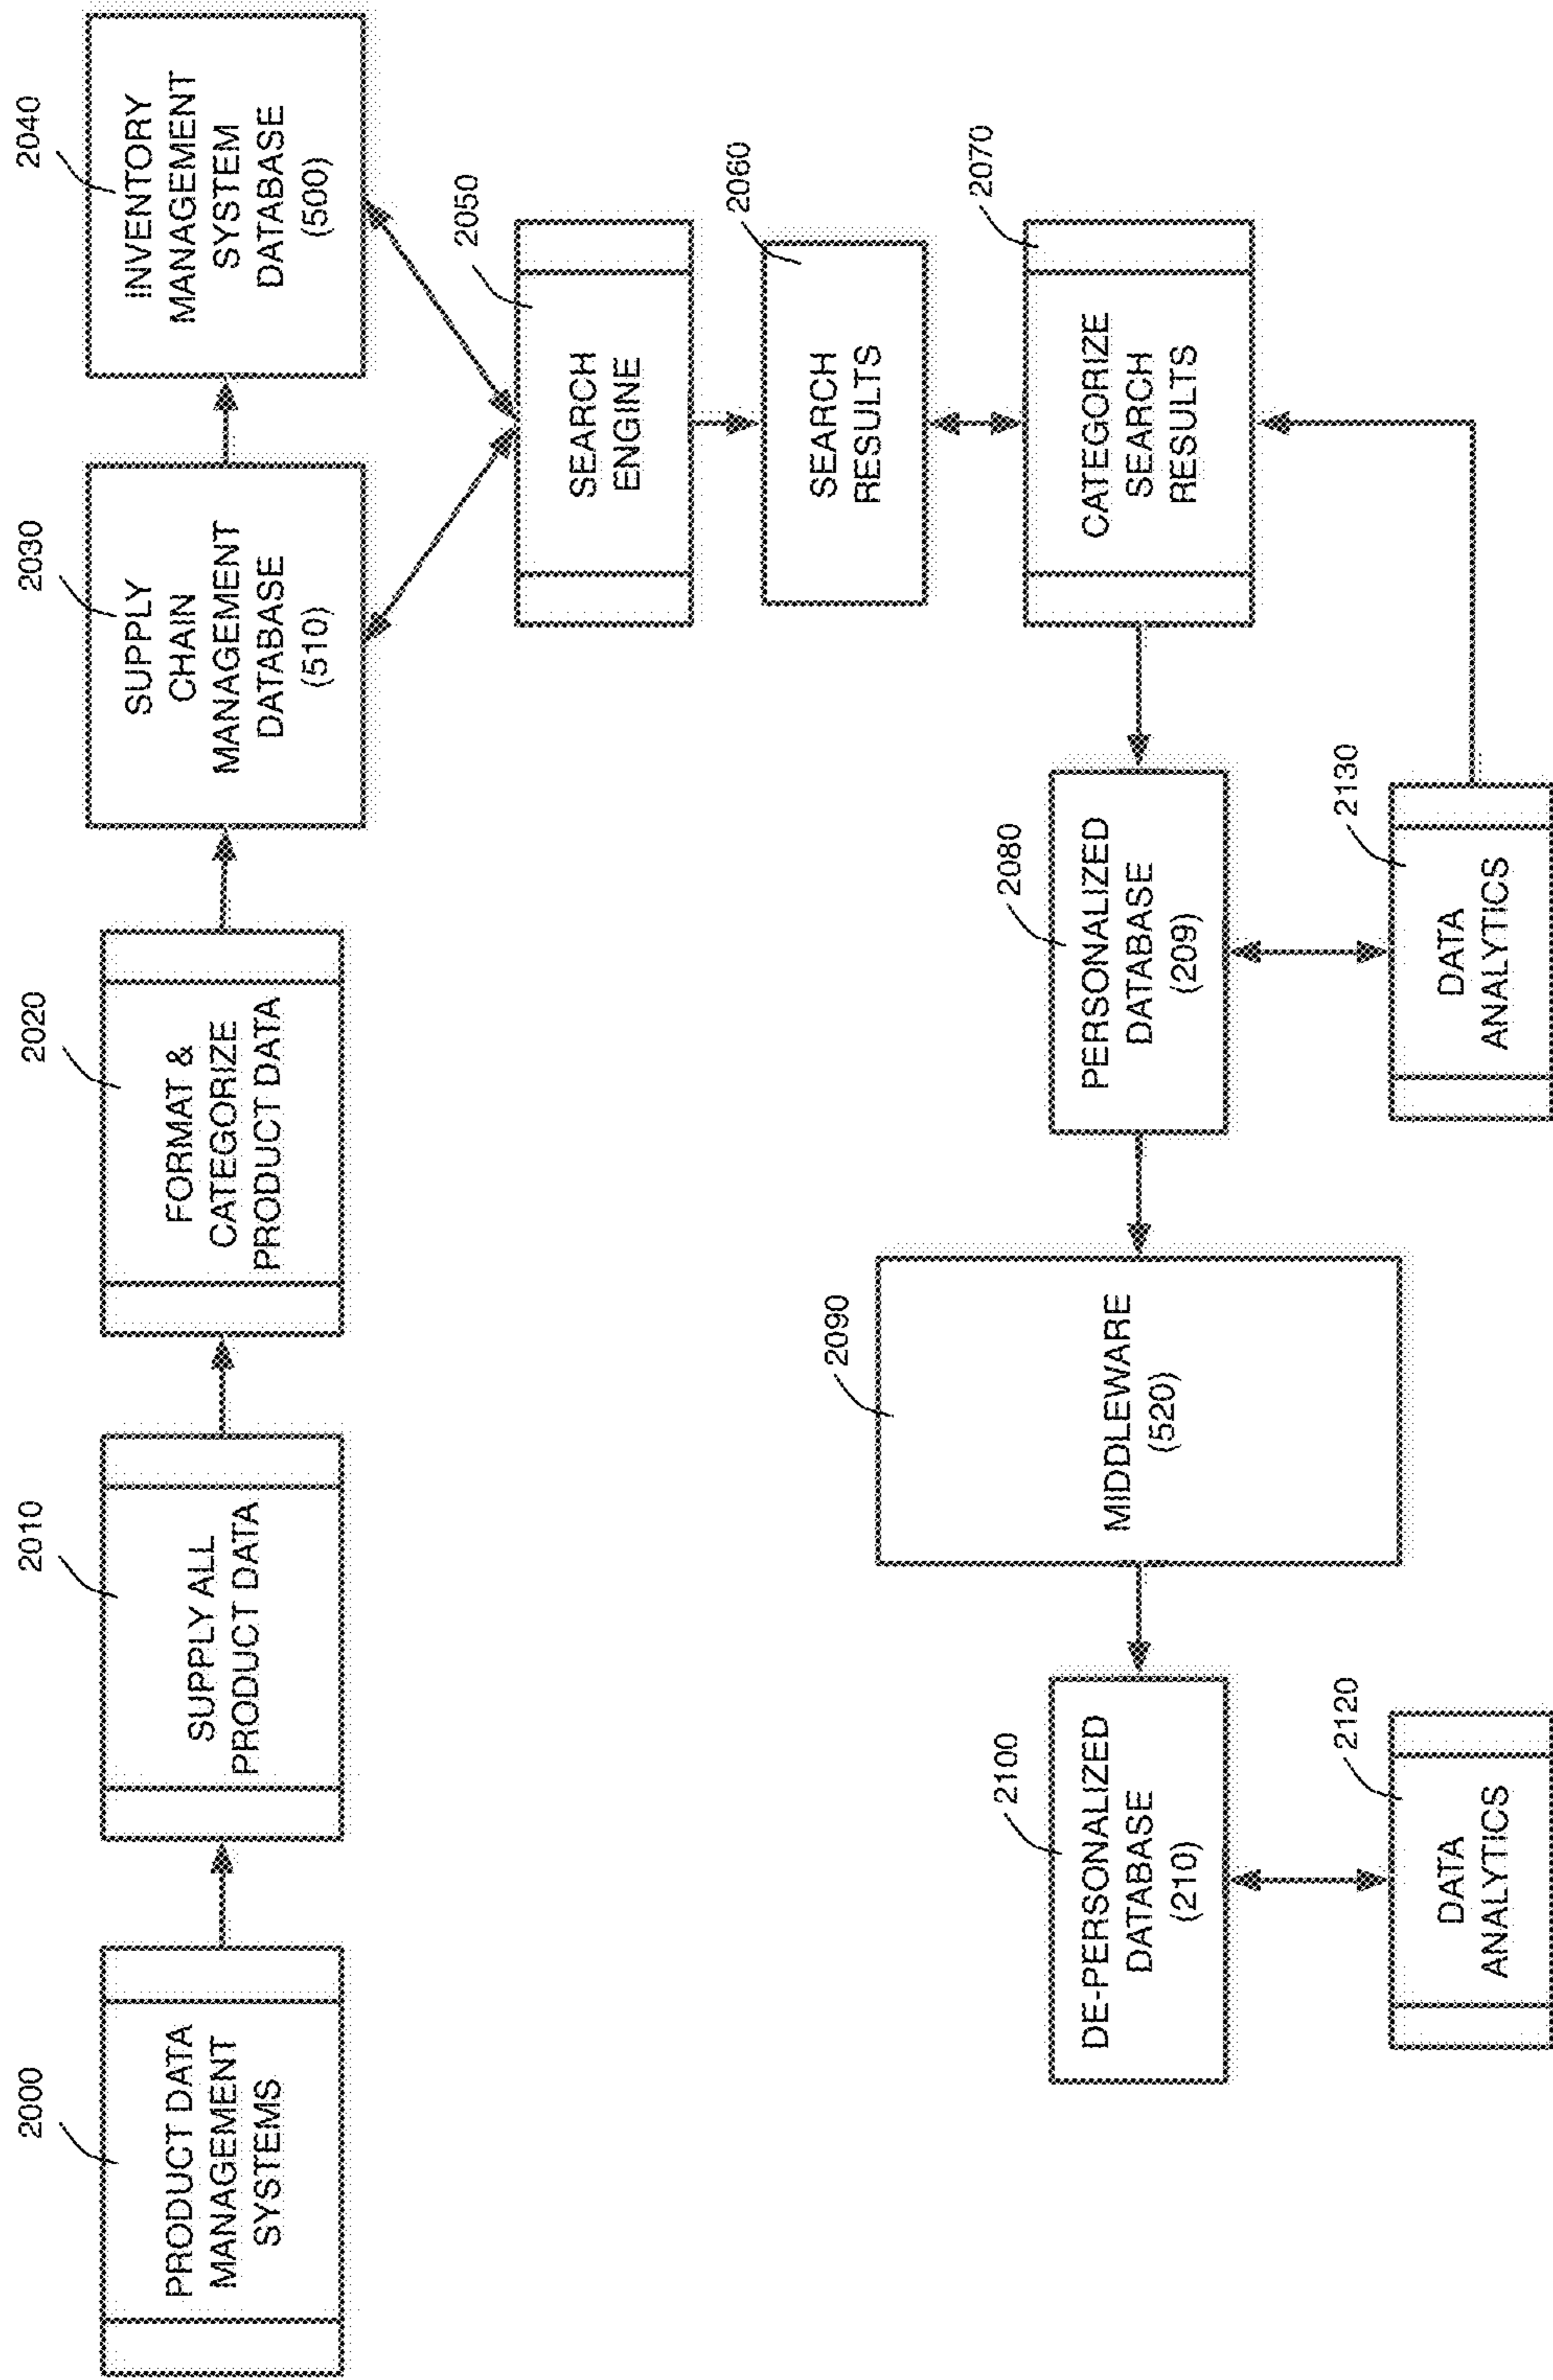 2000
PRODUCT DATA
MANAGEMENT
SYSTEMS
2010
SUPPLY ALL
PRODUCT DATA
2020
FORMAT &
CATEGORIZE
PRODUCT DATA
2030
SUPPLY
CHAIN
MANAGEMENT
DATABASE
(510)
2040
INVENTORY
MANAGEMENT
SYSTEM
DATABASE
(500)
2050
SEARCH
ENGINE
2060
SEARCH
RESULTS
2070
CATEGORIZE
SEARCH
RESULTS
2080
PERSONALIZED
DATABASE
(209)
2090
MIDDLEWARE
(520)
2100
DE-PERSONALIZED
DATABASE
(210)
2120
DATA
ANALYTICS
2130
DATA
ANALYTICS